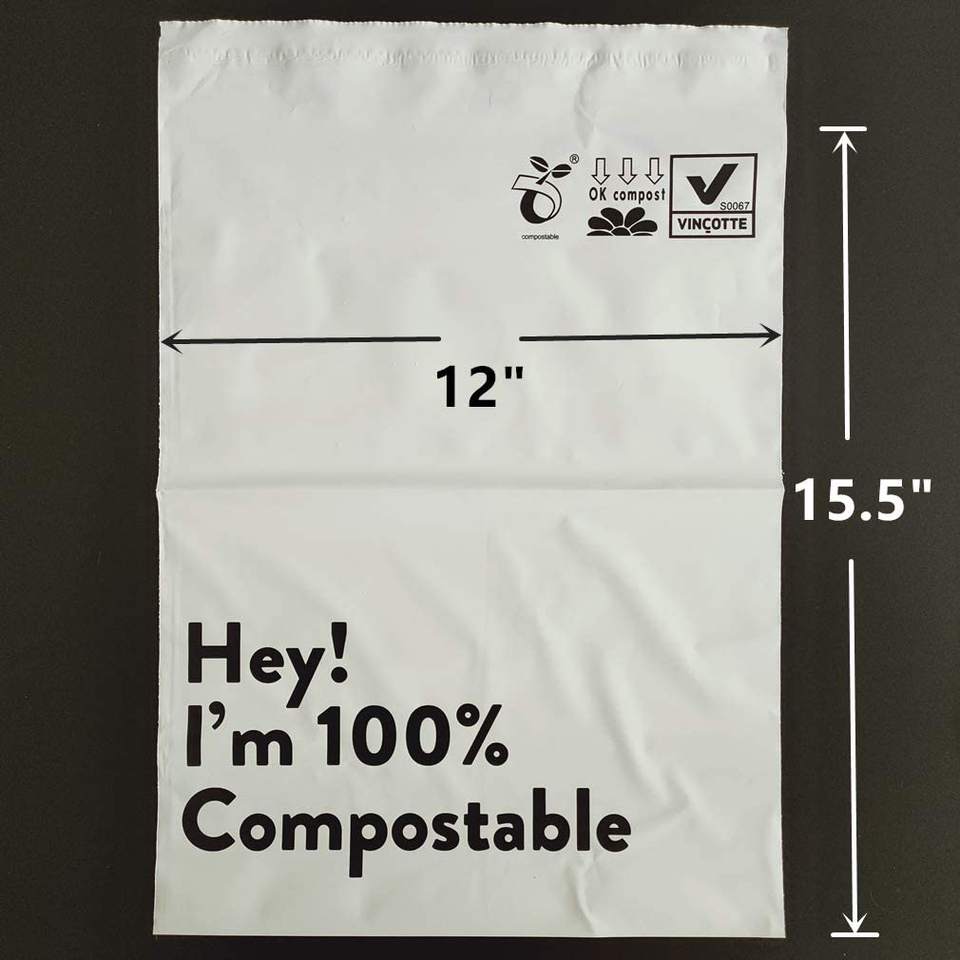 ®
compostable
OK compost
S0067
VINÇOTTE
12"
15.5"
Hey!
I'm 100%
Compostable